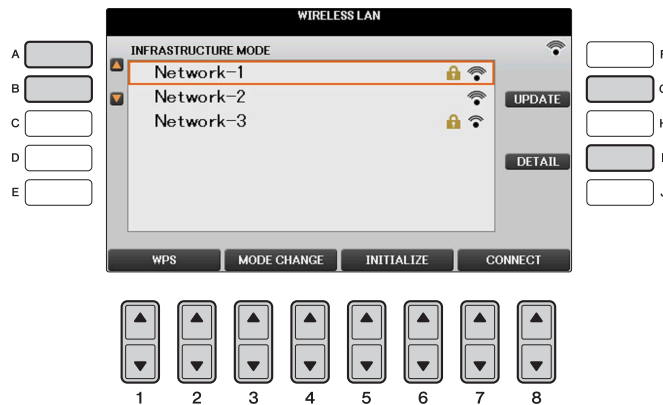 WIRELESS LAN
INFRASTRUCTURE MODE
A
B
C
D
E
Network-1
Network-2
Network-3
UPDATE
DETAIL
H
WPS
MODE CHANGE
INITIALIZE
CONNECT
1 2 3 4 5 6 7 8